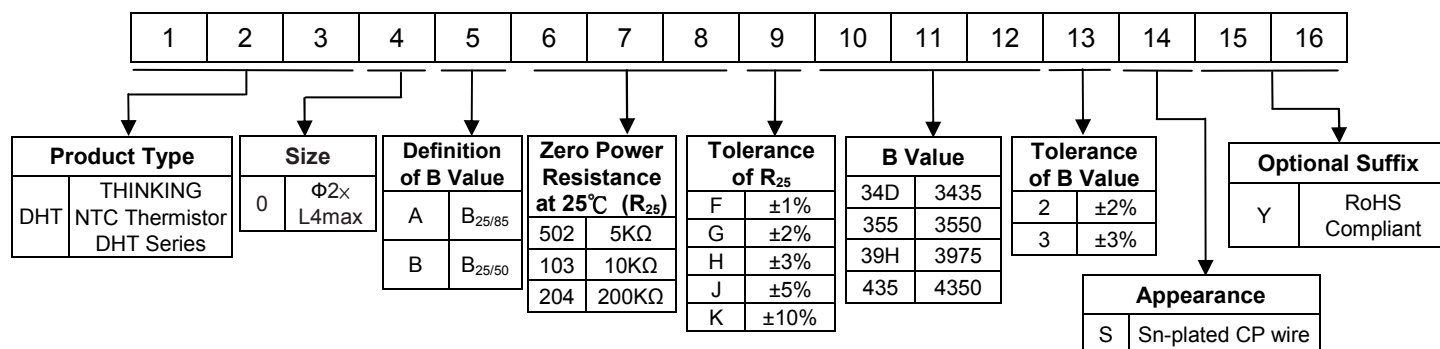 1 2 3 4 5 6 7 8 9 10 11 12 13 14 15 16
Product Type
DHT THINKING
NTC Thermistor
DHT Series
Size
0 Φ2×
L4max
Definition
of B Value
A B25/85
B B25/50
Zero Power
Resistance
at 25℃ (R25)
502 5KΩ
103 10KΩ
204 200KΩ
Tolerance
of R25
F ±1%
G ±2%
H ±3%
J ±5%
K ±10%
B Value
34D 3435
355 3550
39H 3975
435 4350
Tolerance
of B Value
2 ±2%
3 ±3%
Appearance
S Sn-plated CP wire
Optional Suffix
Y RoHS
Compliant